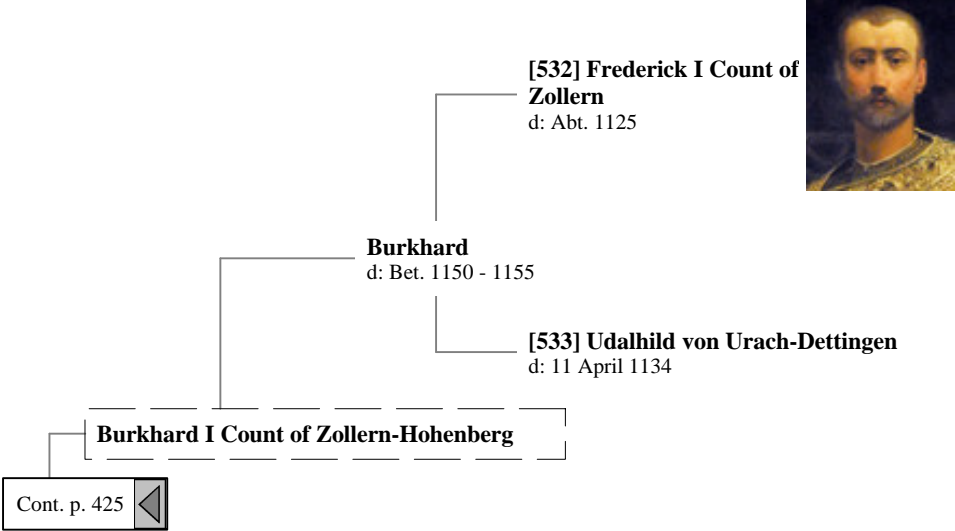 [532] Frederick I Count of
Zollern
d: Abt. 1125
Burkhard
d: Bet. 1150 - 1155
[533] Udalhild von Urach-Dettingen
d: 11 April 1134
Burkhard I Count of Zollern-Hohenberg
Cont. p. 425